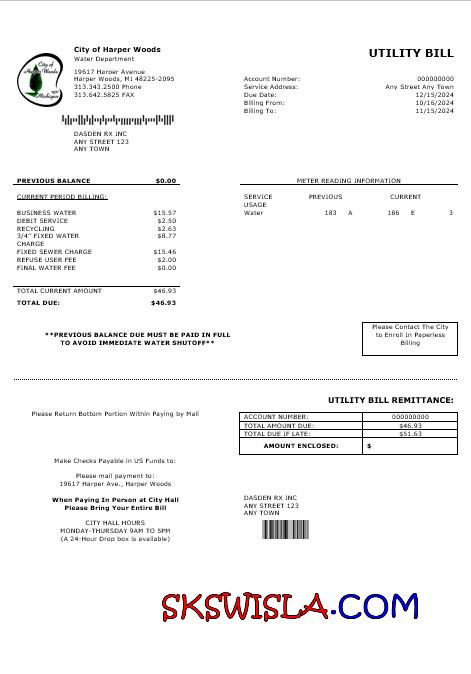 City of Harper Woods
Water Department
19617 Harper Avenue
Harper Woods, MI 48225-2095
313.343.2500 Phone
313.642.5825 FAX
City of
Harper Woods
Michigan
DASDEN RX INC
ANY STREET 123
ANY TOWN
UTILITY BILL
Account Number: 000000000
Service Address: Any Street Any Town
Due Date: 12/15/2024
Billing From: 10/16/2024
Billing To: 11/15/2024
PREVIOUS BALANCE $0.00
CURRENT PERIOD BILLING:
BUSINESS WATER $15.57
DEBIT SERVICE $2.50
RECYCLING $2.63
3/4" FIXED WATER $8.77
CHARGE
FIXED SEWER CHARGE $15.46
REFUSE USER FEE $2.00
FINAL WATER FEE $0.00
TOTAL CURRENT AMOUNT $46.93
TOTAL DUE: $46.93
METER READING INFORMATION
SERVICE PREVIOUS CURRENT
USAGE
Water 183 A 186 E 3
**PREVIOUS BALANCE DUE MUST BE PAID IN FULL
TO AVOID IMMEDIATE WATER SHUTOFF**
Please Contact The City
to Enroll in Paperless
Billing
UTILITY BILL REMITTANCE:
Please Return Bottom Portion Within Paying by Mail
ACCOUNT NUMBER: 000000000
TOTAL AMOUNT DUE: $46.93
TOTAL DUE IF LATE: $51.63
AMOUNT ENCLOSED: $
Make Checks Payable in US Funds to:
Please mail payment to:
19617 Harper Ave., Harper Woods
When Paying In Person at City Hall
Please Bring Your Entire Bill
CITY HALL HOURS
MONDAY-THURSDAY 9AM TO 5PM
(A 24-Hour Drop box is available)
DASDEN RX INC
ANY STREET 123
ANY TOWN
SKSWISLA.COM